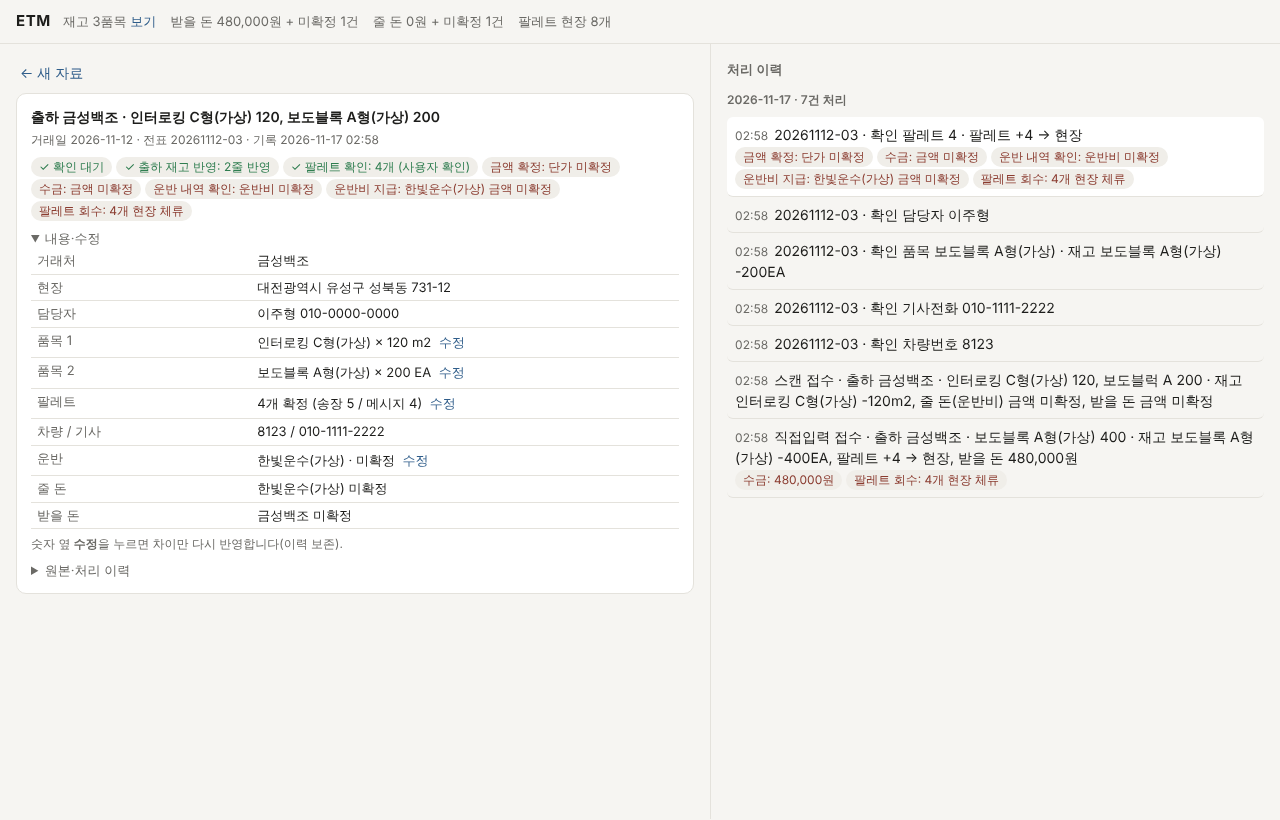 ETM 재고 3품목 보기 받을 돈 480,000원 + 미확정 1건 줄 돈 0원 + 미확정 1건 팔레트 현장 8개
← 새 자료
출하 금성백조 · 인터로킹 C형(가상) 120, 보도블록 A형(가상) 200
거래일 2026-11-12 · 전표 20261112-03 · 기록 2026-11-17 02:58
✓ 확인 대기 ✓ 출하 재고 반영: 2줄 반영 ✓ 팔레트 확인: 4개 (사용자 확인) 금액 확정: 단가 미확정
수금: 금액 미확정 운반 내역 확인: 운반비 미확정 운반비 지급: 한빛운수(가상) 금액 미확정
팔레트 회수: 4개 현장 체류
▼ 내용·수정
거래처 금성백조
현장 대전광역시 유성구 성북동 731-12
담당자 이주형 010-0000-0000
품목 1 인터로킹 C형(가상) × 120 m2 수정
품목 2 보도블록 A형(가상) × 200 EA 수정
팔레트 4개 확정 (송장 5 / 메시지 4) 수정
차량 / 기사 8123 / 010-1111-2222
운반 한빛운수(가상) · 미확정 수정
줄 돈 한빛운수(가상) 미확정
받을 돈 금성백조 미확정
숫자 옆 수정을 누르면 차이만 다시 반영합니다(이력 보존).
▶ 원본·처리 이력
처리 이력
2026-11-17 · 7건 처리
02:58 20261112-03 · 확인 팔레트 4 · 팔레트 +4 → 현장
금액 확정: 단가 미확정 수금: 금액 미확정 운반 내역 확인: 운반비 미확정
운반비 지급: 한빛운수(가상) 금액 미확정 팔레트 회수: 4개 현장 체류
02:58 20261112-03 · 확인 담당자 이주형
02:58 20261112-03 · 확인 품목 보도블록 A형(가상) · 재고 보도블록 A형(가상)
-200EA
02:58 20261112-03 · 확인 기사전화 010-1111-2222
02:58 20261112-03 · 확인 차량번호 8123
02:58 스캔 접수 · 출하 금성백조 · 인터로킹 C형(가상) 120, 보도블럭 A 200 · 재고
인터로킹 C형(가상) -120m2, 줄 돈(운반비) 금액 미확정, 받을 돈 금액 미확정
02:58 직접입력 접수 · 출하 금성백조 · 보도블록 A형(가상) 400 · 재고 보도블록 A형
(가상) -400EA, 팔레트 +4 → 현장, 받을 돈 480,000원
수금: 480,000원 팔레트 회수: 4개 현장 체류